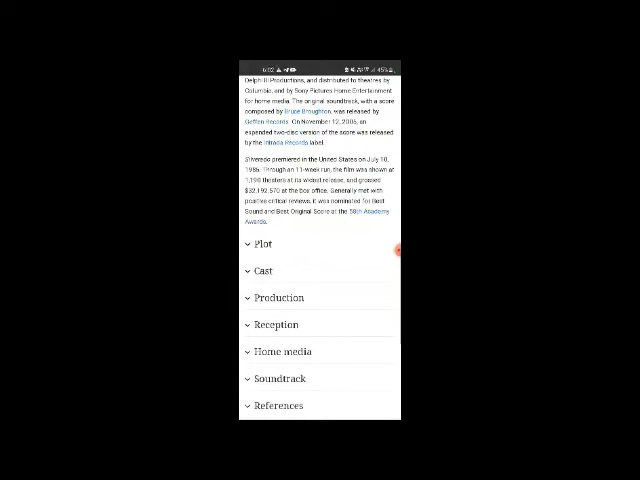 6:02
45%
Delphi III Productions, and distributed to theatres by
Columbia, and by Sony Pictures Home Entertainment
for home media. The original soundtrack, with a score
composed by Bruce Broughton, was released by
Geffen Records. On November 12, 2005, an
expanded two-disc version of the score was released
by the Intrada Records label.
Silverado premiered in the United States on July 10,
1985. Through an 11-week run, the film was shown at
1,190 theaters at its widest release, and grossed
$32,192,570 at the box office. Generally met with
positive critical reviews, it was nominated for Best
Sound and Best Original Score at the 58th Academy
Awards.
Plot
Cast
Production
Reception
Home media
Soundtrack
References